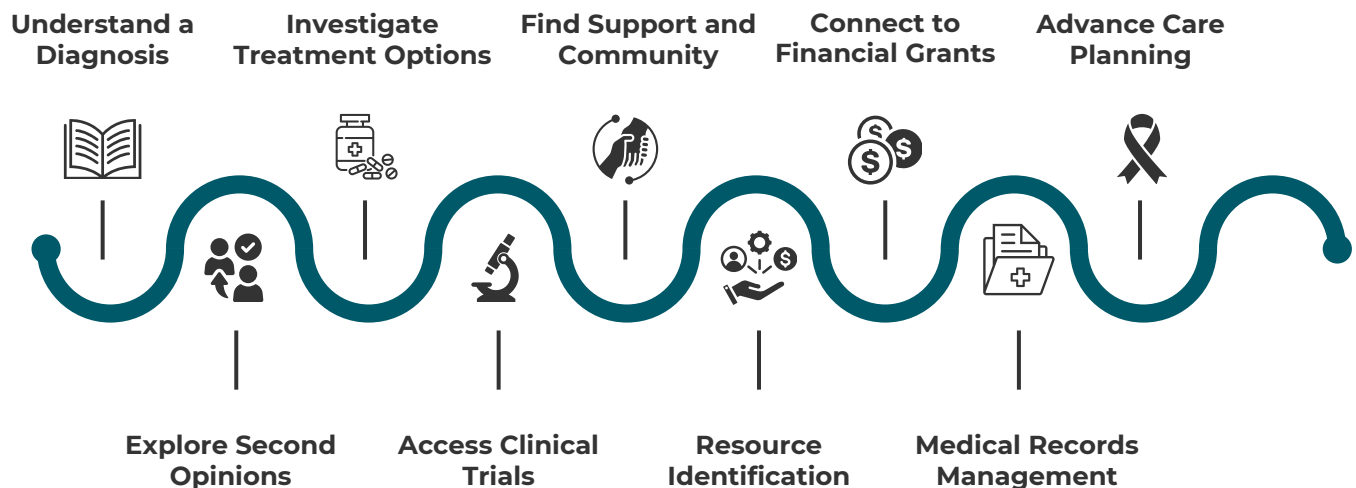 Understand a
Diagnosis
Investigate
Treatment Options
Find Support and
Community
Connect to
Financial Grants
Advance Care
Planning
$
$
$
$
Explore Second
Opinions
Access Clinical
Trials
Resource
Identification
Medical Records
Management